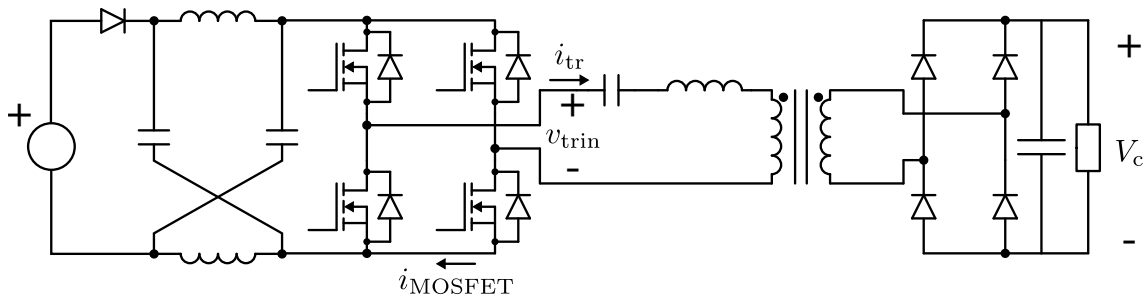 +
i_tr
+
v_trin
-
i_MOSFET
+
V_c
-